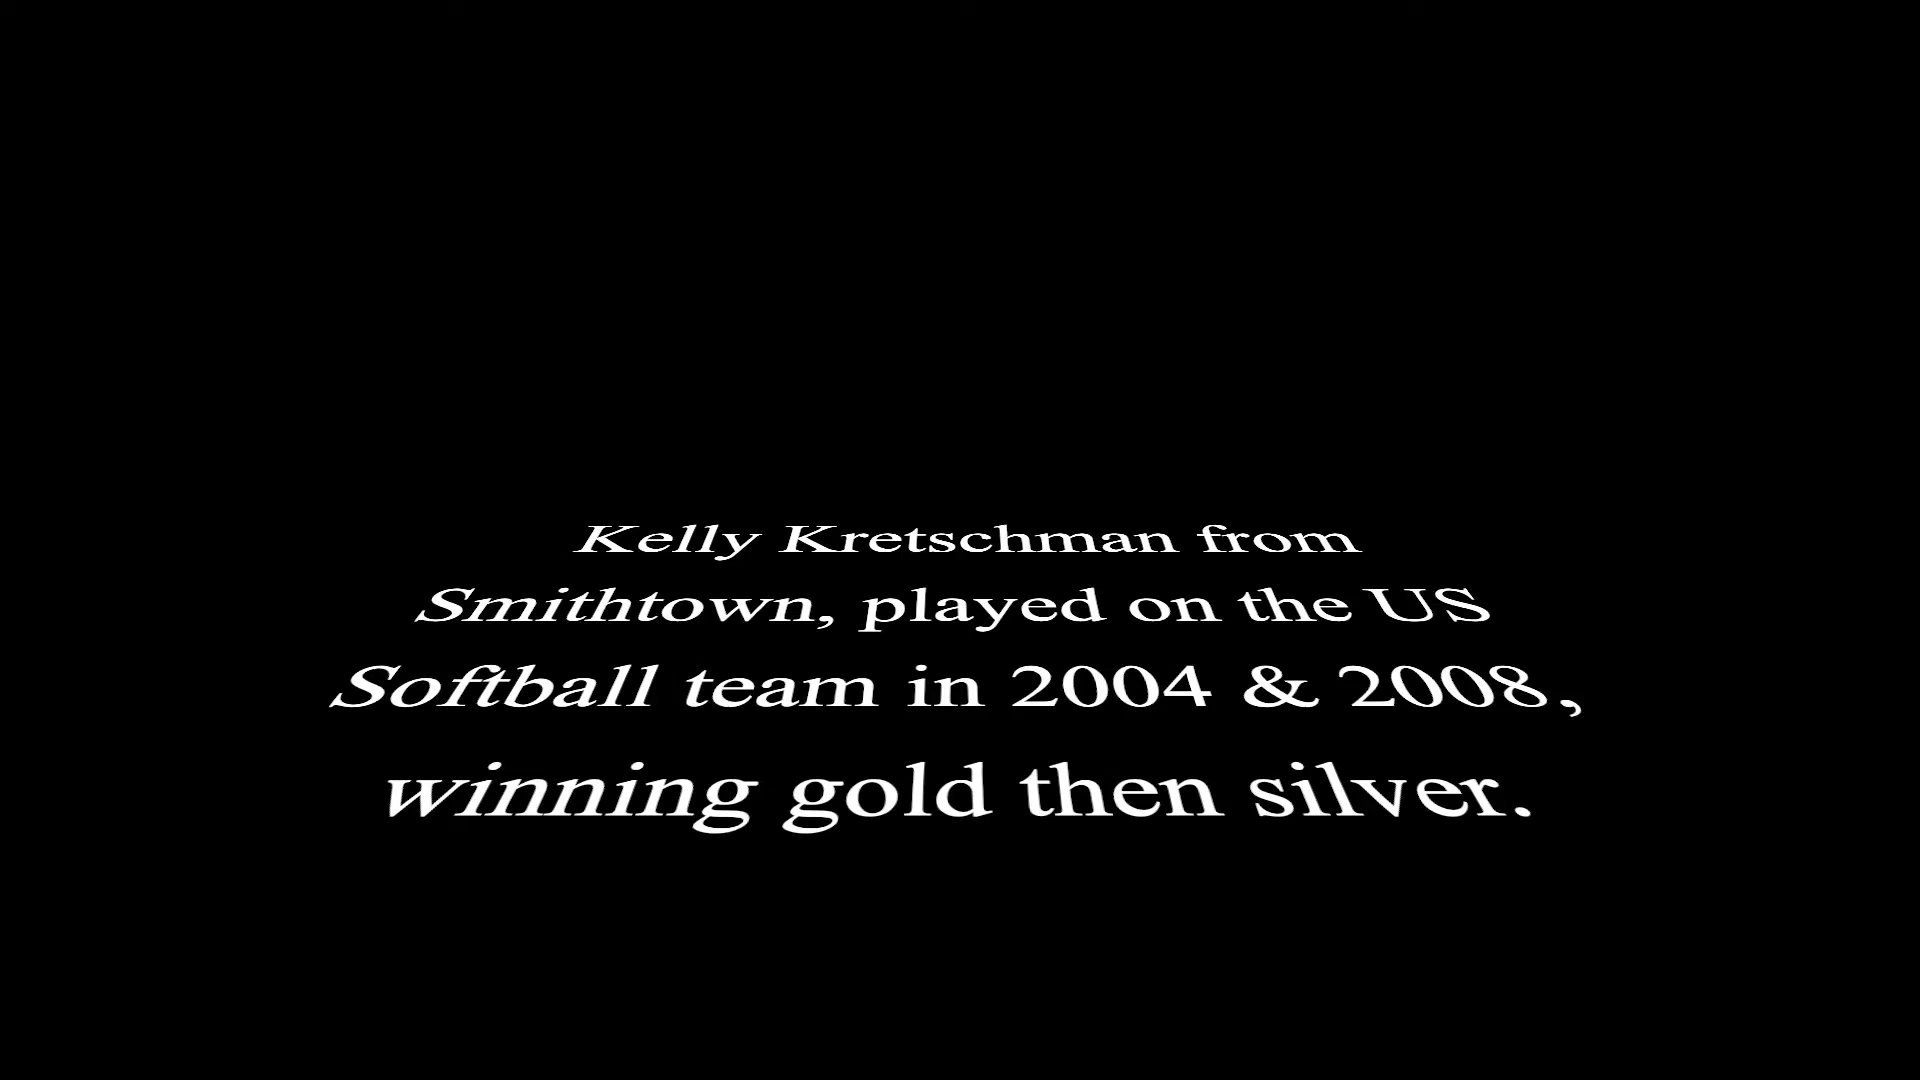 Kelly Kretschman from
Smithtown, played on the US
Softball team in 2004 & 2008,
winning gold then silver.